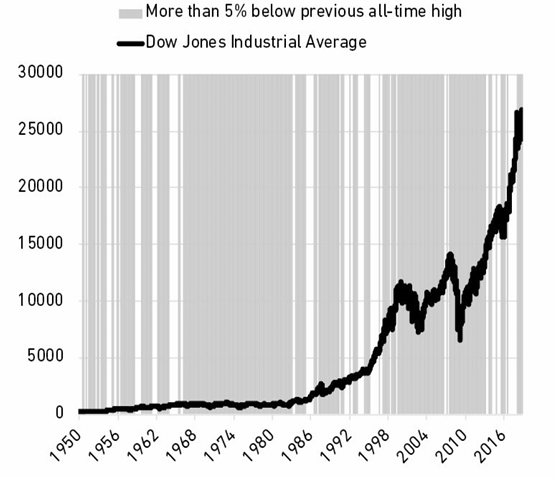 More than 5% below previous all-time high
Dow Jones Industrial Average
30000
25000
20000
15000
10000
5000
0
1950 1956 1962 1968 1974 1980 1986 1992 1998 2004 2010 2016